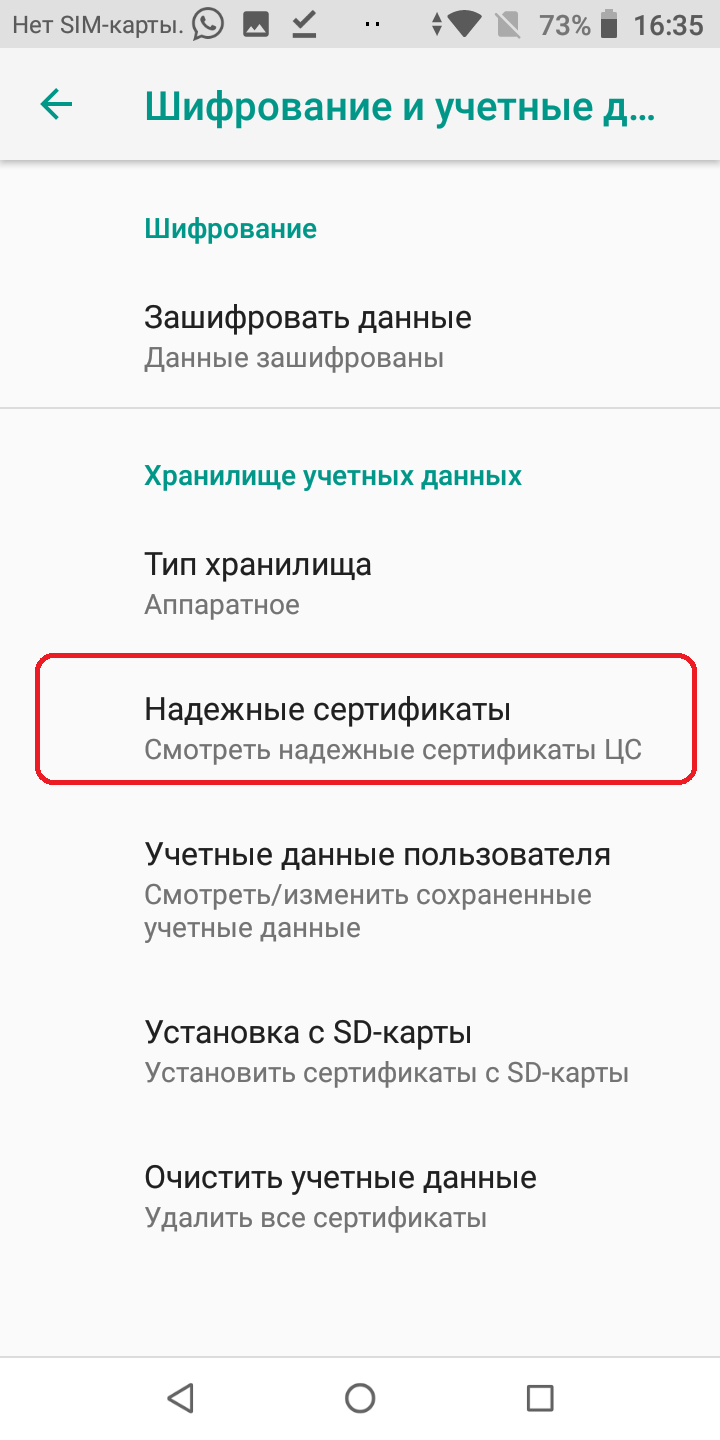 Нет SIM-карты. 73% 16:35
Шифрование и учетные д...
Шифрование
Зашифровать данные
Данные зашифрованы
Хранилище учетных данных
Тип хранилища
Аппаратное
Надежные сертификаты
Смотреть надежные сертификаты ЦС
Учетные данные пользователя
Смотреть/изменить сохраненные
учетные данные
Установка с SD-карты
Установить сертификаты с SD-карты
Очистить учетные данные
Удалить все сертификаты